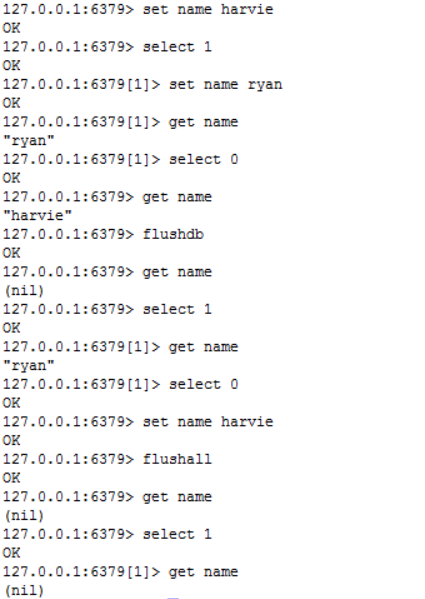 127.0.0.1:6379> set name harvie
OK
127.0.0.1:6379> select 1
OK
127.0.0.1:6379[1]> set name ryan
OK
127.0.0.1:6379[1]> get name
"ryan"
127.0.0.1:6379[1]> select 0
OK
127.0.0.1:6379> get name
"harvie"
127.0.0.1:6379> flushdb
OK
127.0.0.1:6379> get name
(nil)
127.0.0.1:6379> select 1
OK
127.0.0.1:6379[1]> get name
"ryan"
127.0.0.1:6379[1]> select 0
OK
127.0.0.1:6379> set name harvie
OK
127.0.0.1:6379> flushall
OK
127.0.0.1:6379> get name
(nil)
127.0.0.1:6379> select 1
OK
127.0.0.1:6379[1]> get name
(nil)